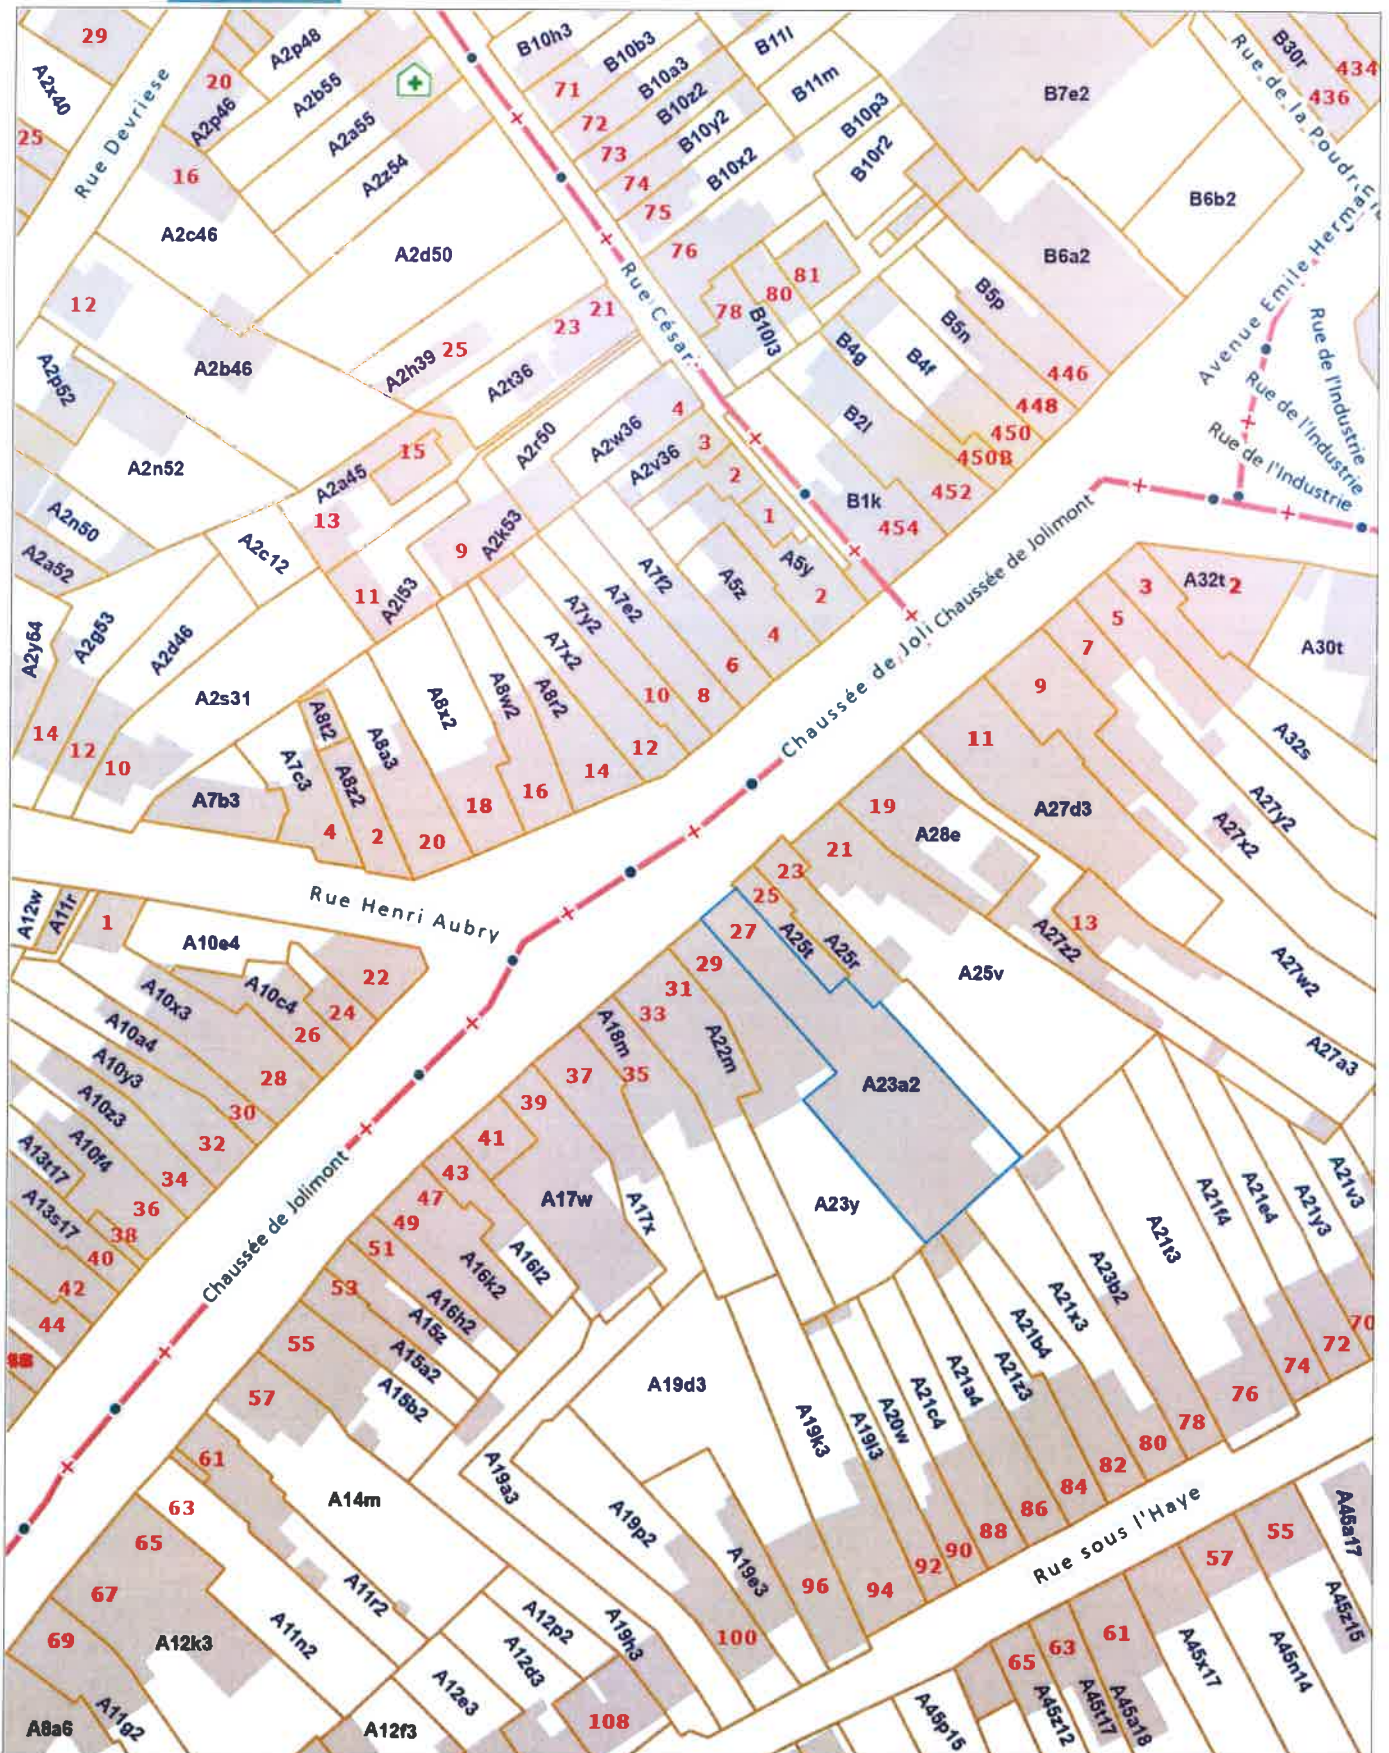 29
A2x40
25
Rue Devriese
20
A2p48
A2p46
A2b55
A2a55
A2z54
16
A2c46
A2d50
12
A2b46
A2p52
A2n52
A2n50
A2a52
A2h39
25
23
21
A2t36
15
A2a45
13
A2c12
11
A2l53
9
A2k53
A2r50
A2w36
A2v36
4
3
2
1
A5y
2
A5z
4
A7f2
6
A7e2
8
A7y2
10
A7x2
12
A8r2
14
A8w2
16
A8x2
18
A8a3
20
A8t2
A8z2
2
A7c3
4
A7b3
A2s31
A2d46
A2g53
A2y54
14
12
10
B10h3
B10b3
B10a3
B10z2
B10y2
B10x2
71
72
73
74
75
76
78
80
81
B10l3
B11l
B11m
B10p3
B10r2
B7e2
B30r
434
436
Rue de la Poudr
B6b2
B6a2
Avenue Emile Herman
Rue de l'Industrie
Rue de l'Industrie
Rue de l'Industrie
Rue César
B5p
B5n
B4f
B4g
B2l
B1k
446
448
450
450B
452
454
Chaussée de Joli
Chaussée de Jolimont
Chaussée de Jolimont
3
A32t
2
5
7
9
11
A30t
A32s
A27y2
A27x2
A27d3
A27w2
A27a3
13
A27z2
19
A28e
21
23
25
27
A25t
A25r
A25v
29
31
33
A22m
A23a2
A23y
A18m
35
37
39
41
43
47
49
51
53
55
57
A17w
A17x
A16l2
A16k2
A16h2
A15z
A15a2
A15b2
Rue Henri Aubry
A12w
A11r
1
A10e4
A10c4
A10x3
A10a4
A10y3
A10z3
A10f4
A13t17
A13s17
22
24
26
28
30
32
34
36
38
40
42
44
61
63
65
67
69
A14m
A11r2
A11n2
A12k3
A11g2
A8a6
A12f3
A12e3
A12d3
A12p2
A19h3
108
A19a3
A19p2
A19d3
A19e3
A19k3
A19l3
A20w
A21c4
A21a4
A21z3
A21b4
A21x3
A23b2
A21t3
A21f4
A21e4
A21y3
A21v3
70
72
74
76
78
80
82
84
86
88
90
92
94
96
100
Rue sous l'Haye
A45a17
55
57
A45z15
A45n14
A45x17
61
63
65
A45a18
A45t17
A45z12
A45p15